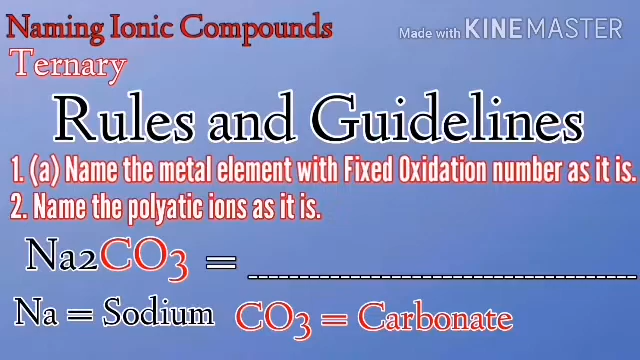 Naming Ionic Compounds
Made with KINEMASTER
Ternary
Rules and Guidelines
1. (a) Name the metal element with Fixed Oxidation number as it is.
2. Name the polyatic ions as it is.
Na2CO3 = ____________________
Na = Sodium CO3 = Carbonate